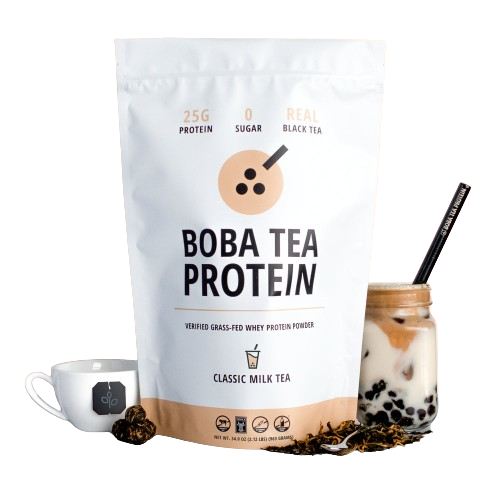 25G 0 REAL
PROTEIN SUGAR BLACK TEA
BOBA TEA
PROTEIN
VERIFIED GRASS-FED WHEY PROTEIN POWDER
CLASSIC MILK TEA
BOBA TEA PROTEIN